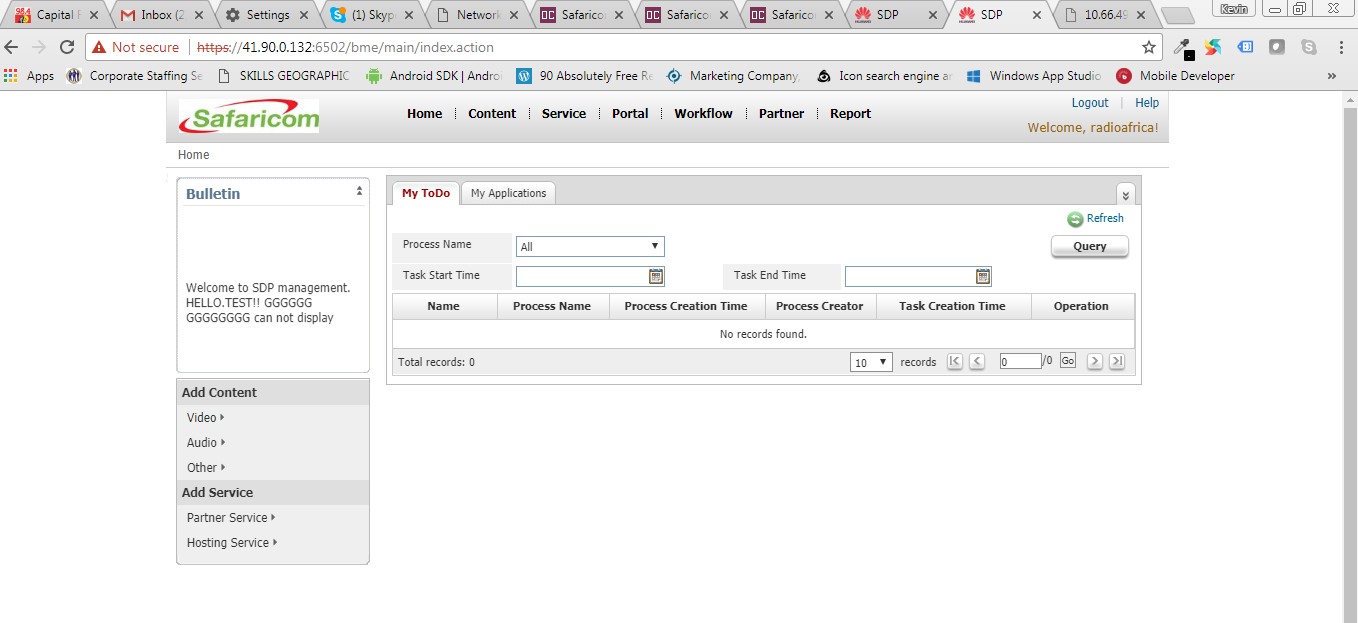 Capital F
Inbox (2
Settings
(1) Skyp
Network
Safarico
Safarico
Safarico
SDP
SDP
10.66.49
Kevin
Not secure
https://41.90.0.132:6502/bme/main/index.action
Apps
Corporate Staffing Se
SKILLS GEOGRAPHIC
Android SDK | Andro
90 Absolutely Free Re
Marketing Company,
Icon search engine a
Windows App Studio
Mobile Developer
»
Safaricom
Home
Content
Service
Portal
Workflow
Partner
Report
Logout | Help
Welcome, radioafrica!
Home
Bulletin
Welcome to SDP management.
HELLO.TEST!! GGGGGG
GGGGGGGG can not display
Add Content
Video
Audio
Other
Add Service
Partner Service
Hosting Service
My ToDo
My Applications
Refresh
Process Name
All
Query
Task Start Time
Task End Time
Name
Process Name
Process Creation Time
Process Creator
Task Creation Time
Operation
No records found.
Total records: 0
10
records
0
/0
Go